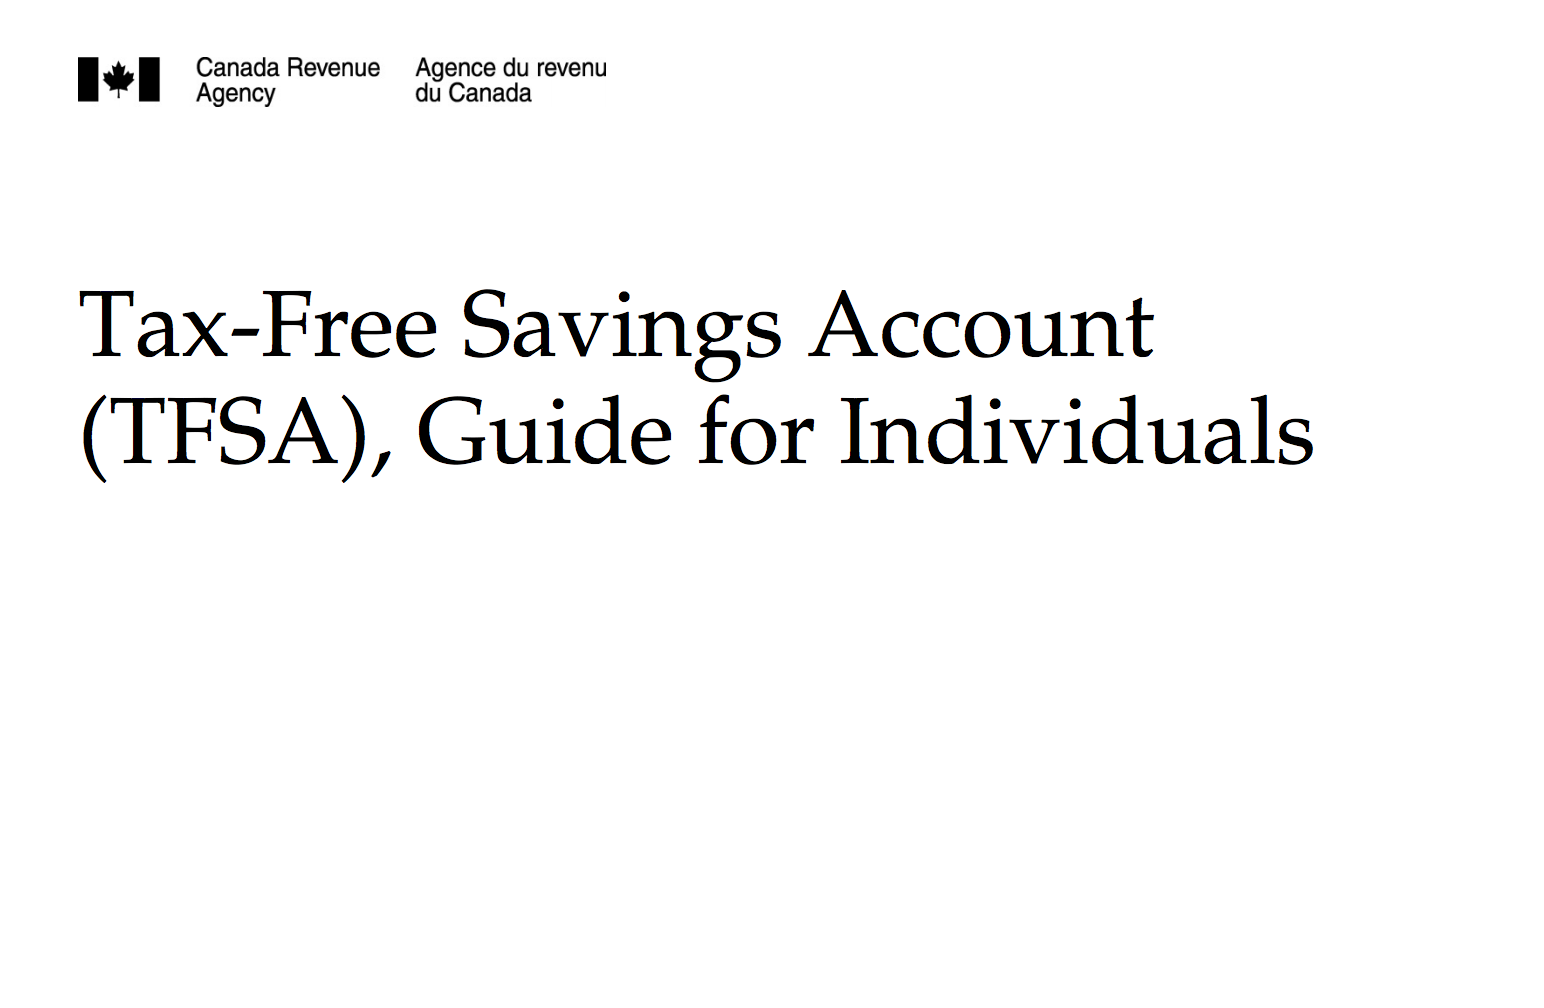 Canada Revenue Agency
Agence du revenu du Canada
Tax-Free Savings Account
(TFSA), Guide for Individuals